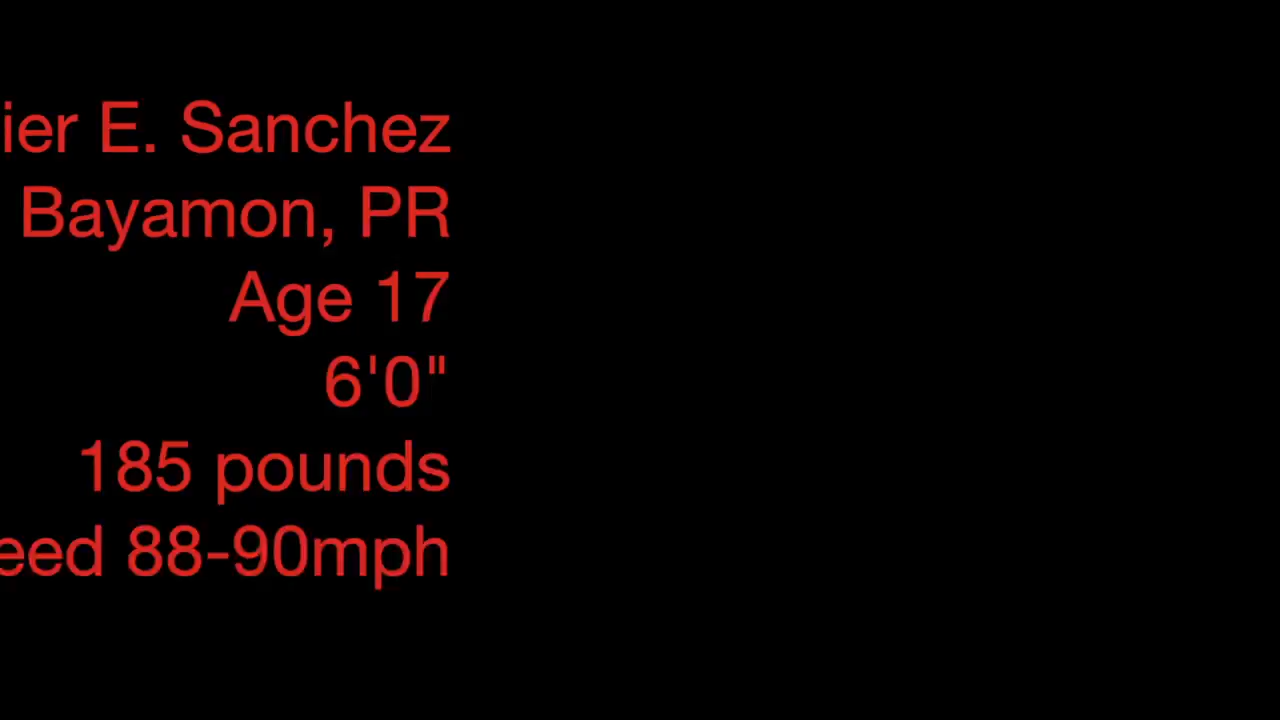 ier E. Sanchez
Bayamon, PR
Age 17
6'0"
185 pounds
eed 88-90mph